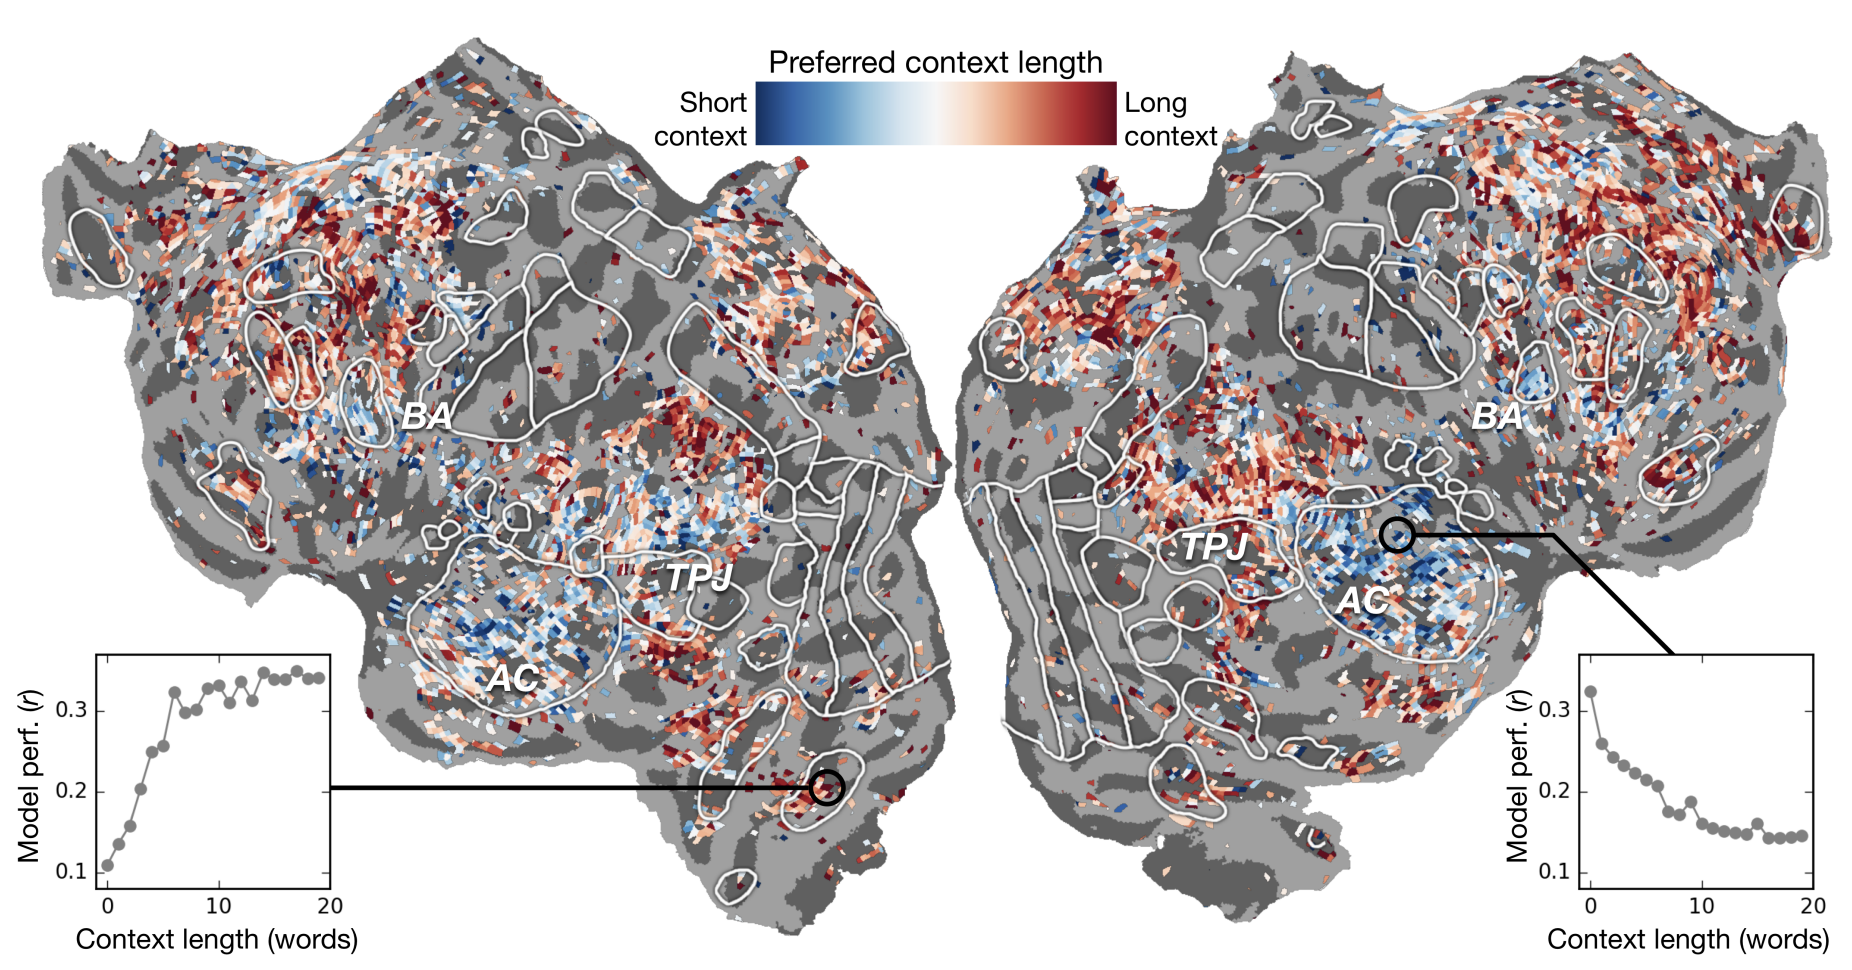 Preferred context length
Short
context
Long
context
BA
BA
TPJ
TPJ
AC
AC
Model perf. (r)
0.3
0.2
0.1
0
10
20
Context length (words)
Model perf. (r)
0.3
0.2
0.1
0
10
20
Context length (words)